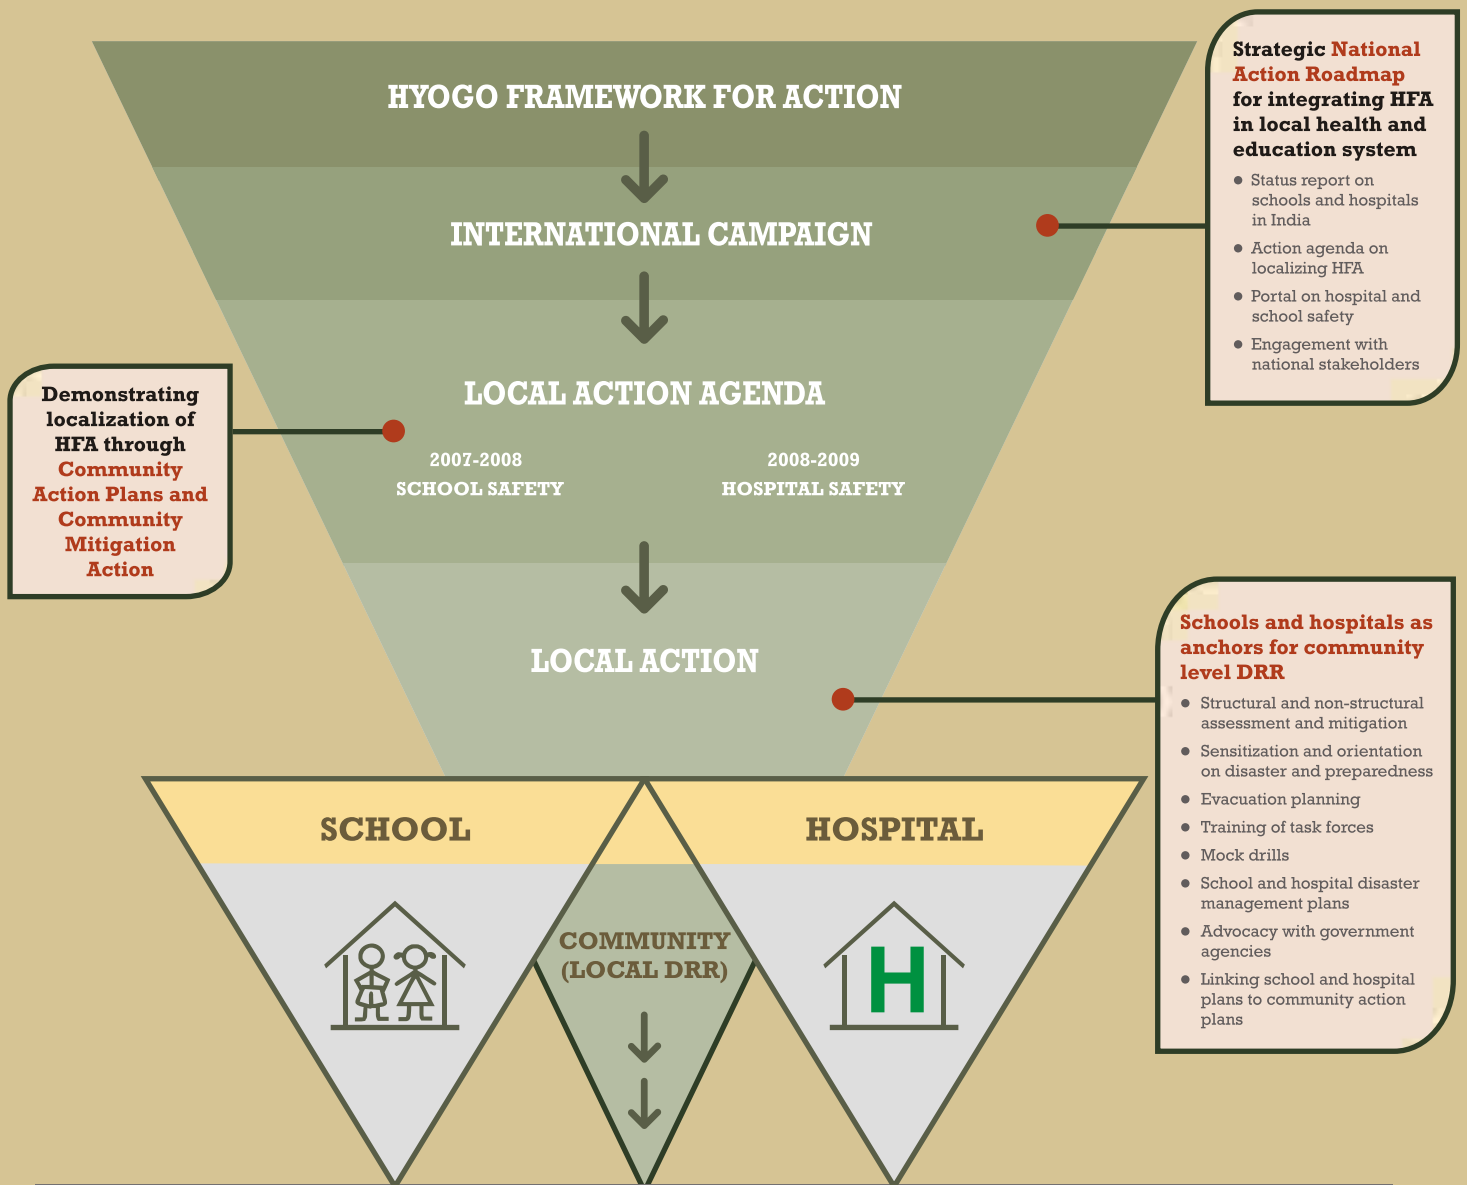 HYOGO FRAMEWORK FOR ACTION
INTERNATIONAL CAMPAIGN
Strategic National
Action Roadmap
for integrating HFA
in local health and
education system
● Status report on
schools and hospitals
in India
● Action agenda on
localizing HFA
● Portal on hospital and
school safety
● Engagement with
national stakeholders
LOCAL ACTION AGENDA
2007-2008
SCHOOL SAFETY
2008-2009
HOSPITAL SAFETY
Demonstrating
localization of
HFA through
Community
Action Plans and
Community
Mitigation
Action
LOCAL ACTION
Schools and hospitals as
anchors for community
level DRR
● Structural and non-structural
assessment and mitigation
● Sensitization and orientation
on disaster and preparedness
● Evacuation planning
● Training of task forces
● Mock drills
● School and hospital disaster
management plans
● Advocacy with government
agencies
● Linking school and hospital
plans to community action
plans
SCHOOL
HOSPITAL
COMMUNITY
(LOCAL DRR)
H